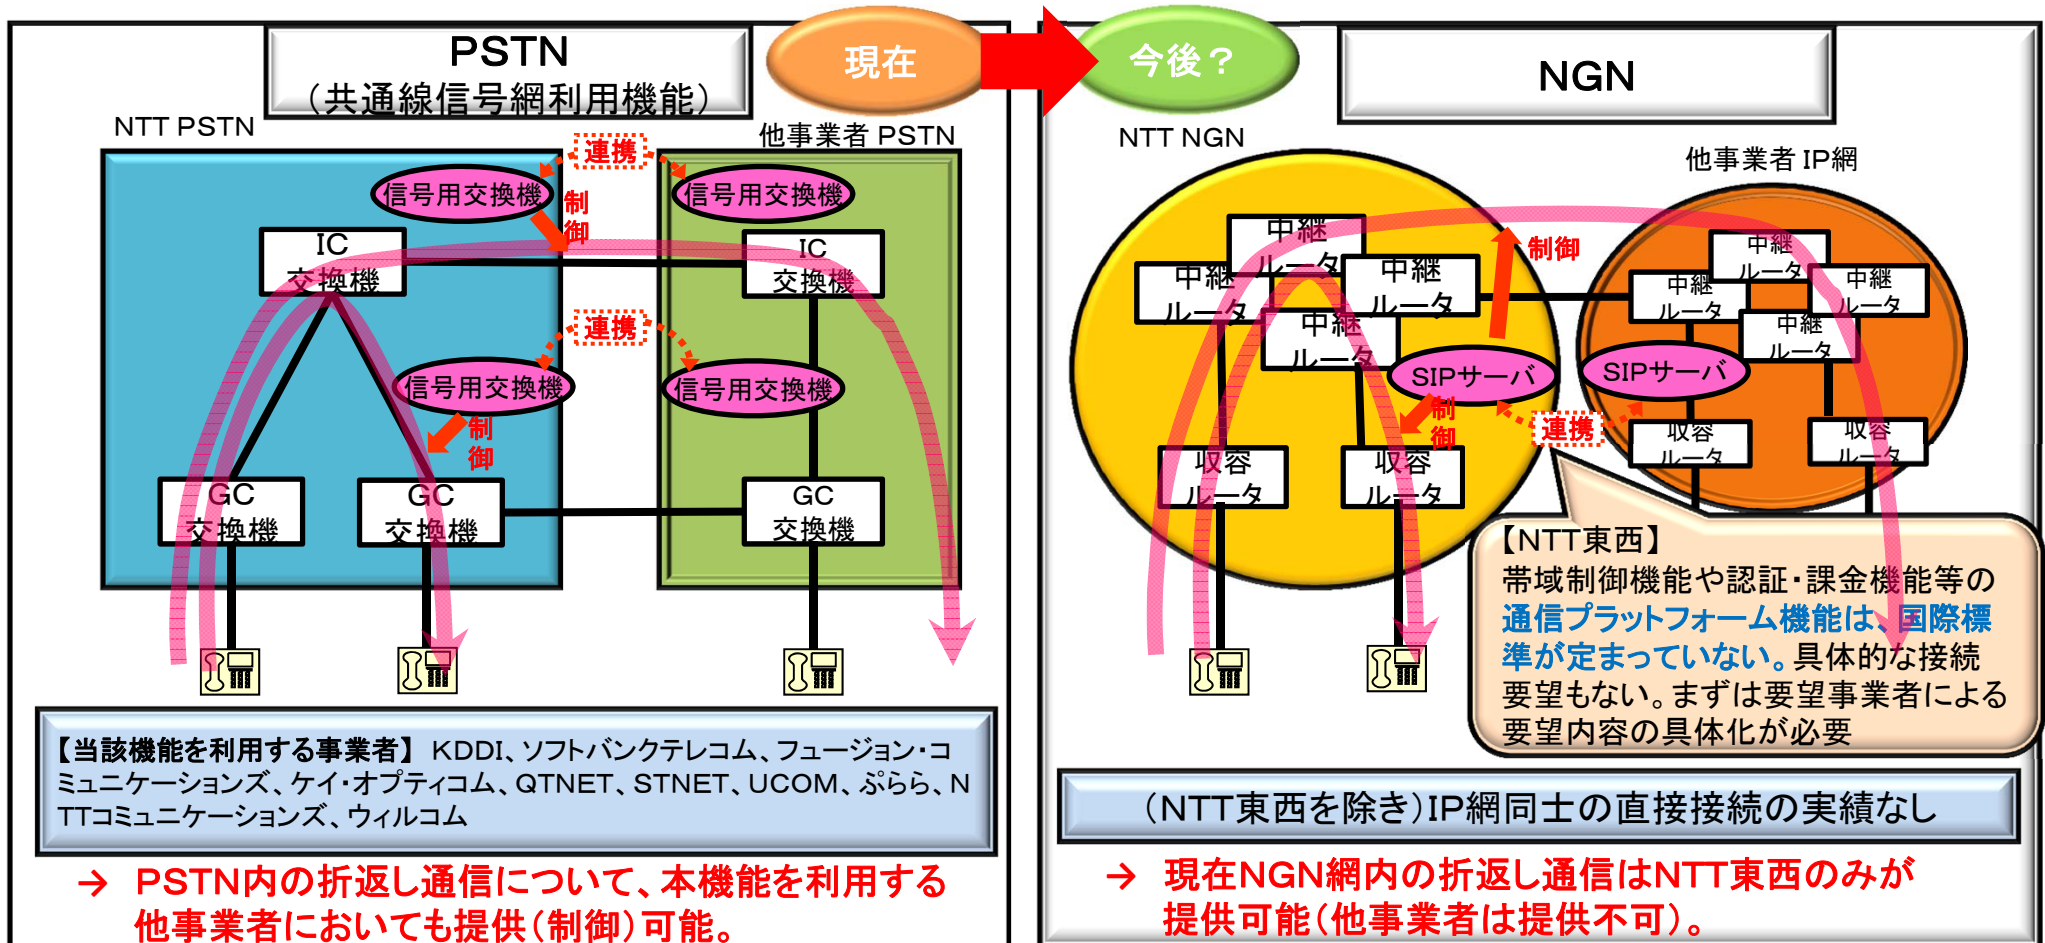 PSTN
(共通線信号網利用機能)
現在
NTT PSTN
他事業者 PSTN
連携
信号用交換機
信号用交換機
制
御
IC
交換機
IC
交換機
連携
信号用交換機
信号用交換機
制
御
GC
交換機
GC
交換機
GC
交換機
【当該機能を利用する事業者】 KDDI、ソフトバンクテレコム、フュージョン・コ
ミュニケーションズ、ケイ・オプティコム、QTNET、STNET、UCOM、ぷらら、N
TTコミュニケーションズ、ウィルコム
→ PSTN内の折返し通信について、本機能を利用する
他事業者においても提供(制御)可能。
今後?
NGN
NTT NGN
他事業者 IP網
中継
ルータ
中継
ルータ
中継
ルータ
中継
ルータ
制御
中継
ルータ
中継
ルータ
中継
ルータ
中継
ルータ
SIPサーバ
SIPサーバ
制
御
連携
収容
ルータ
収容
ルータ
収容
ルータ
収容
ルータ
【NTT東西】
帯域制御機能や認証・課金機能等の
通信プラットフォーム機能は、国際標
準が定まっていない。具体的な接続
要望もない。まずは要望事業者による
要望内容の具体化が必要
(NTT東西を除き)IP網同士の直接接続の実績なし
→ 現在NGN網内の折返し通信はNTT東西のみが
提供可能(他事業者は提供不可)。